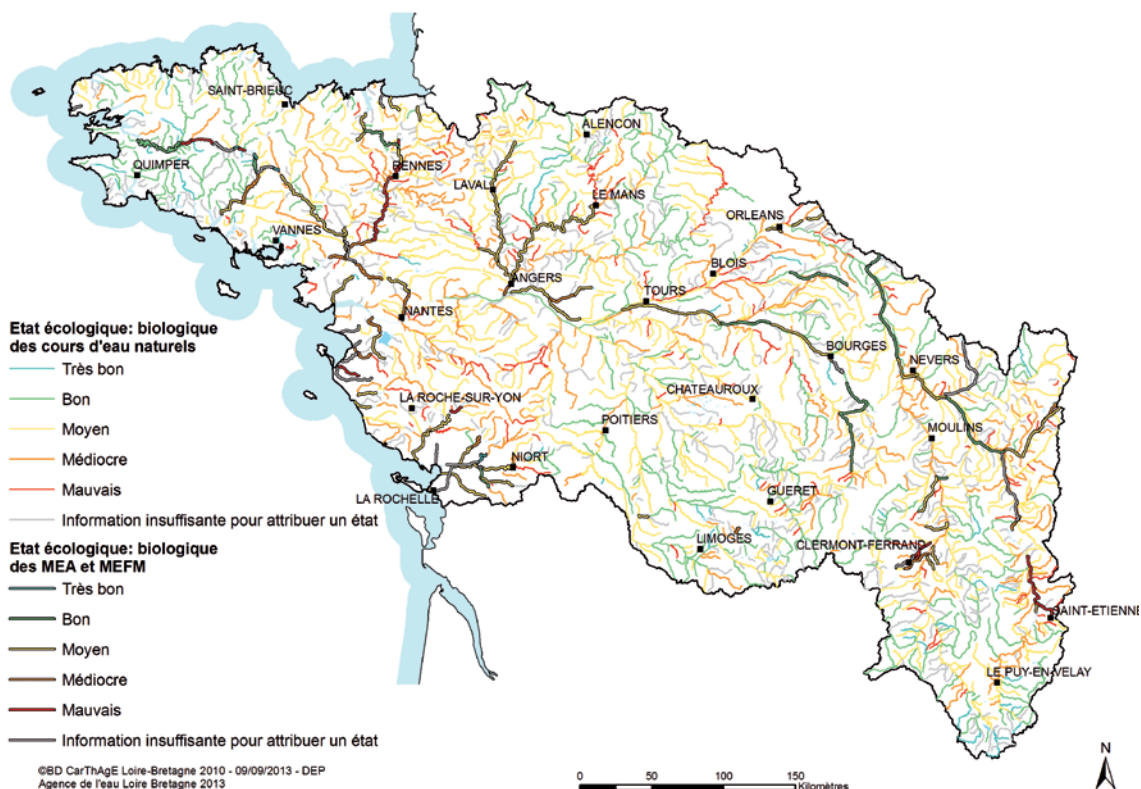 SAINT-BRIEUC
ALENCON
QUIMPER
RENNES
LAVAL
LE MANS
ORLEANS
VANNES
BLOIS
ANGERS
TOURS
NANTES
BOURGES
NEVERS
CHATEAUROUX
LA ROCHE-SUR-YON
POITIERS
MOULINS
NIORT
LA ROCHELLE
GUERET
LIMOGES
CLERMONT-FERRAND
SAINT-ETIENNE
LE PUY-EN-VELAY
Etat écologique: biologique
des cours d'eau naturels
Très bon
Bon
Moyen
Médiocre
Mauvais
Information insuffisante pour attribuer un état
Etat écologique: biologique
des MEA et MEFM
Très bon
Bon
Moyen
Médiocre
Mauvais
Information insuffisante pour attribuer un état
©BD CarThAgE Loire-Bretagne 2010 - 09/09/2013 - DEP
Agence de l'eau Loire Bretagne 2013
0 50 100 150
Kilomètres
N